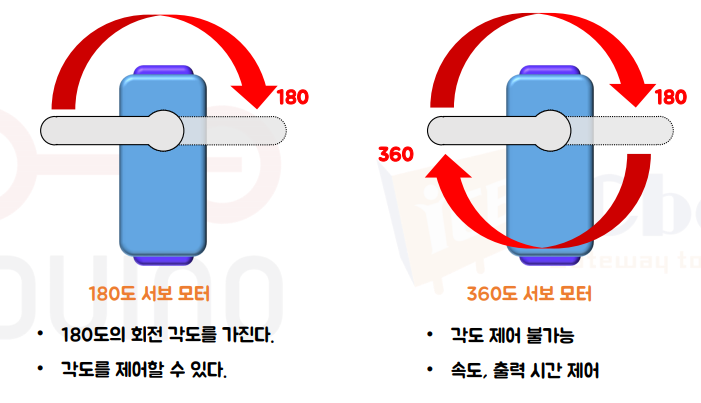 180
180
360
180도 서보 모터
• 180도의 회전 각도를 가진다.
• 각도를 제어할 수 있다.
360도 서보 모터
• 각도 제어 불가능
• 속도, 출력 시간 제어